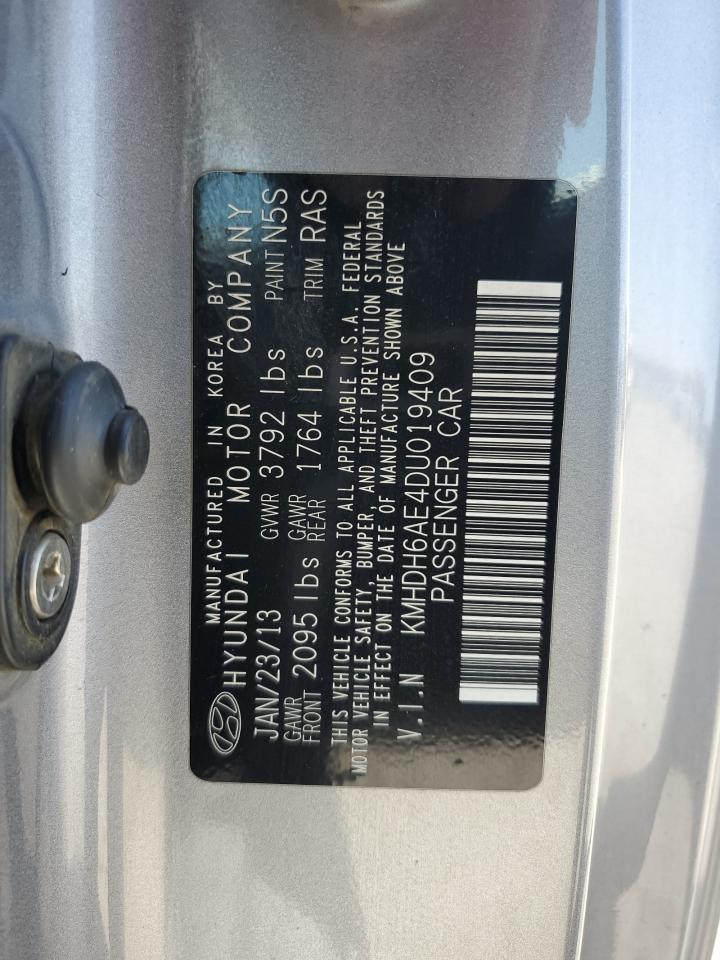 MANUFACTURED IN KOREA BY
HYUNDAI MOTOR COMPANY
JAN/23/13 GVWR 3792 lbs PAINT N5S
GAWR FRONT 2095 lbs GAWR REAR 1764 lbs TRIM RAS
THIS VEHICLE CONFORMS TO ALL APPLICABLE U.S.A. FEDERAL
MOTOR VEHICLE SAFETY, BUMPER, AND THEFT PREVENTION STANDARDS
IN EFFECT ON THE DATE OF MANUFACTURE SHOWN ABOVE
V.I.N KMHDH6AE4DU019409
PASSENGER CAR